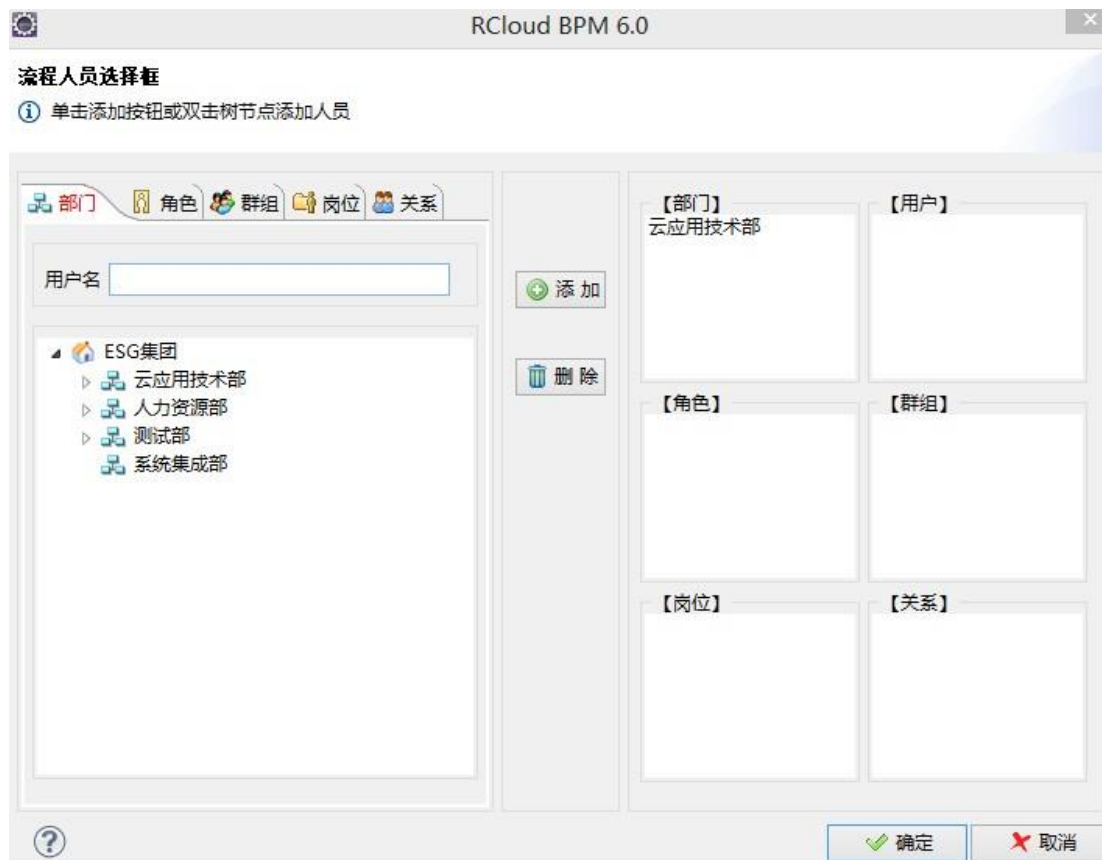 RCloud BPM 6.0
流程人员选择框
单击添加按钮或双击树节点添加人员
部门 角色 群组 岗位 关系
用户名
ESG集团
云应用技术部
人力资源部
测试部
系统集成部
添 加
删 除
【部门】
云应用技术部
【用户】
【角色】
【群组】
【岗位】
【关系】
确定
取消